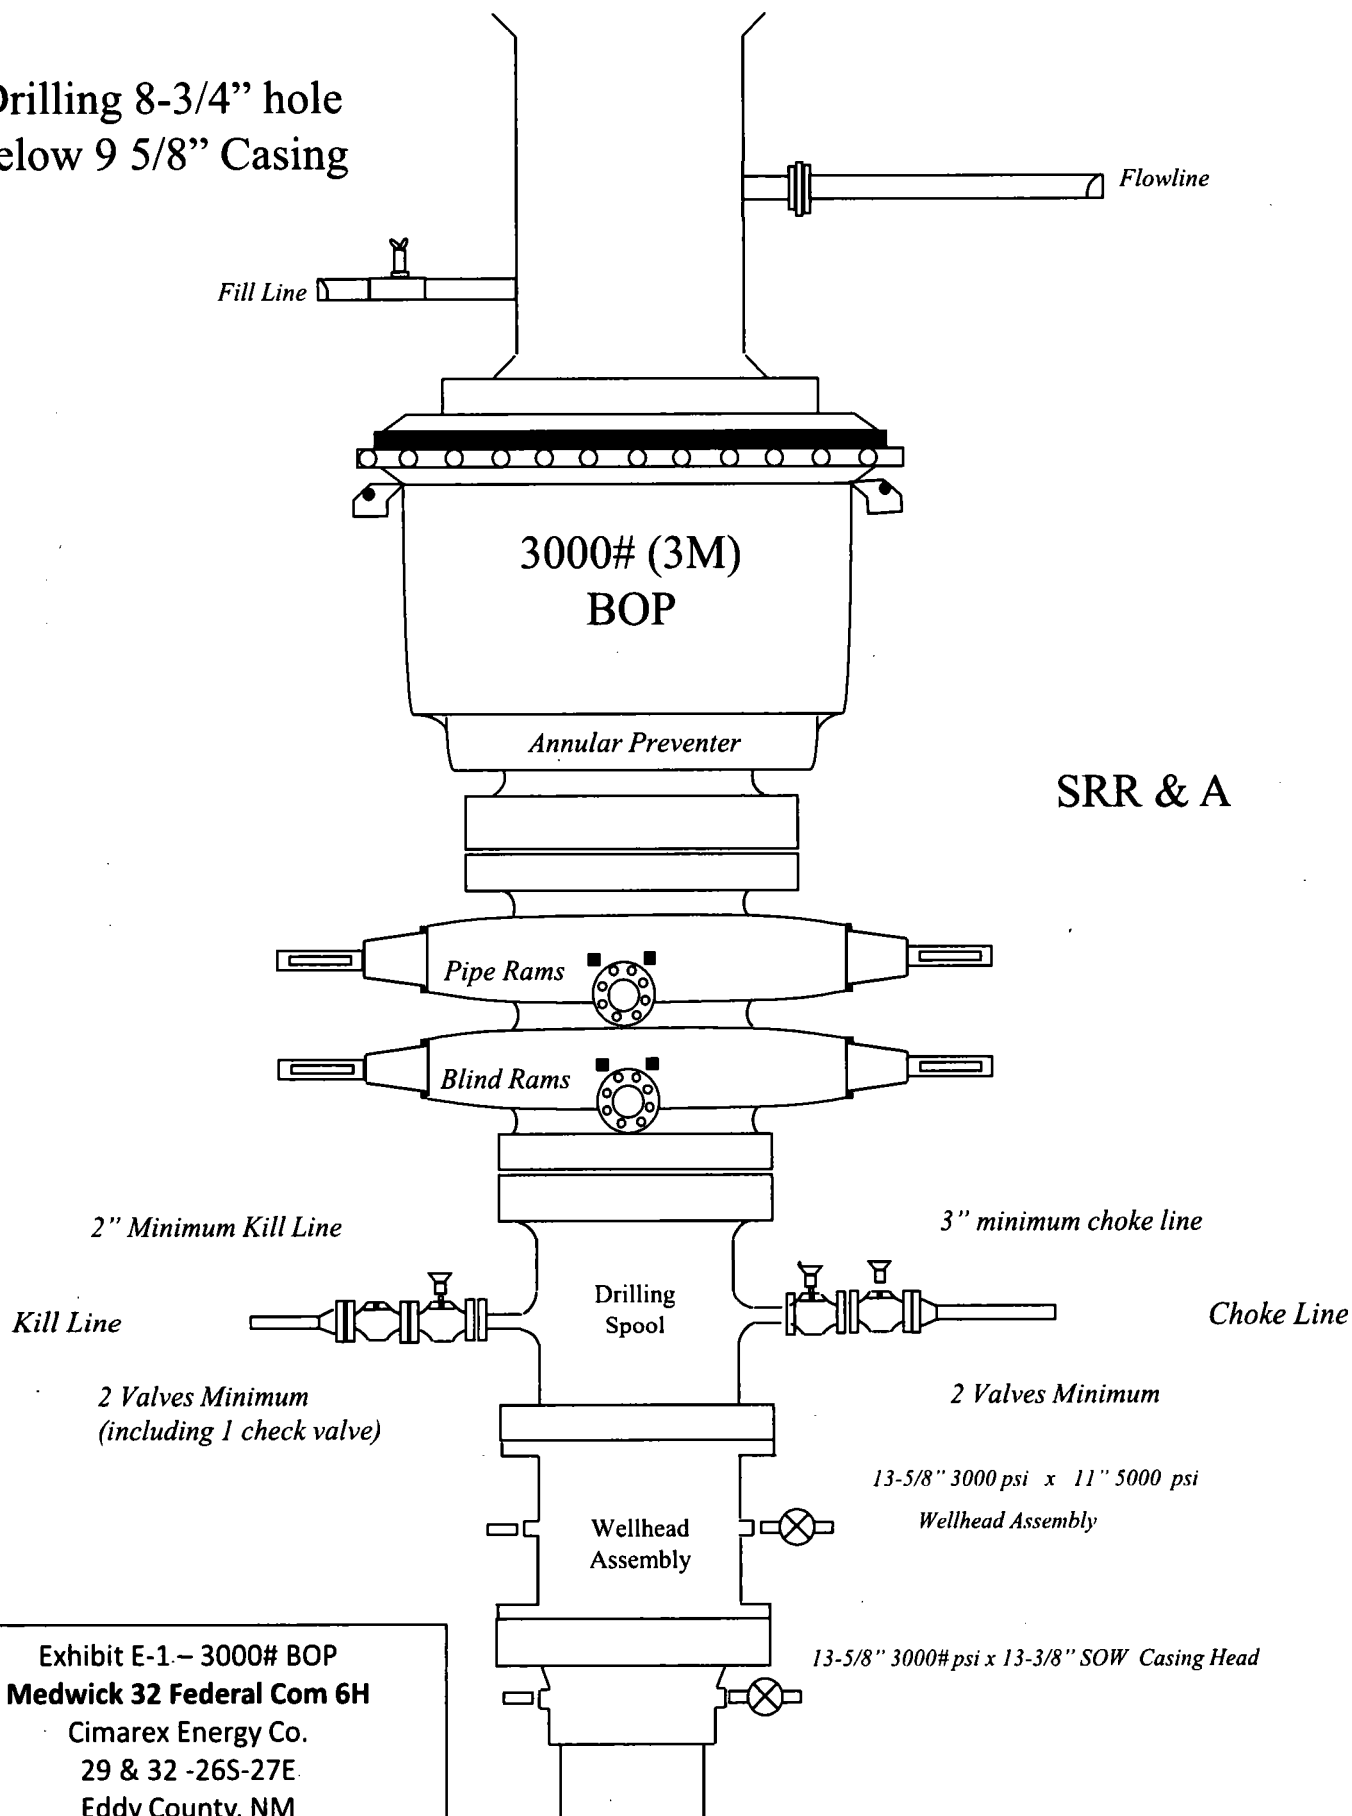 Drilling 8-3/4” hole
elow 9 5/8” Casing
Flowline
Fill Line
3000# (3M)
BOP
Annular Preventer
SRR & A
Pipe Rams
Blind Rams
2” Minimum Kill Line
3” minimum choke line
Drilling
Spool
Kill Line
Choke Line
2 Valves Minimum
(including 1 check valve)
2 Valves Minimum
13-5/8” 3000 psi x 11” 5000 psi
Wellhead Assembly
Wellhead
Assembly
13-5/8” 3000# psi x 13-3/8” SOW Casing Head
Exhibit E-1 – 3000# BOP
Medwick 32 Federal Com 6H
Cimarex Energy Co.
29 & 32 -26S-27E
Eddy County, NM